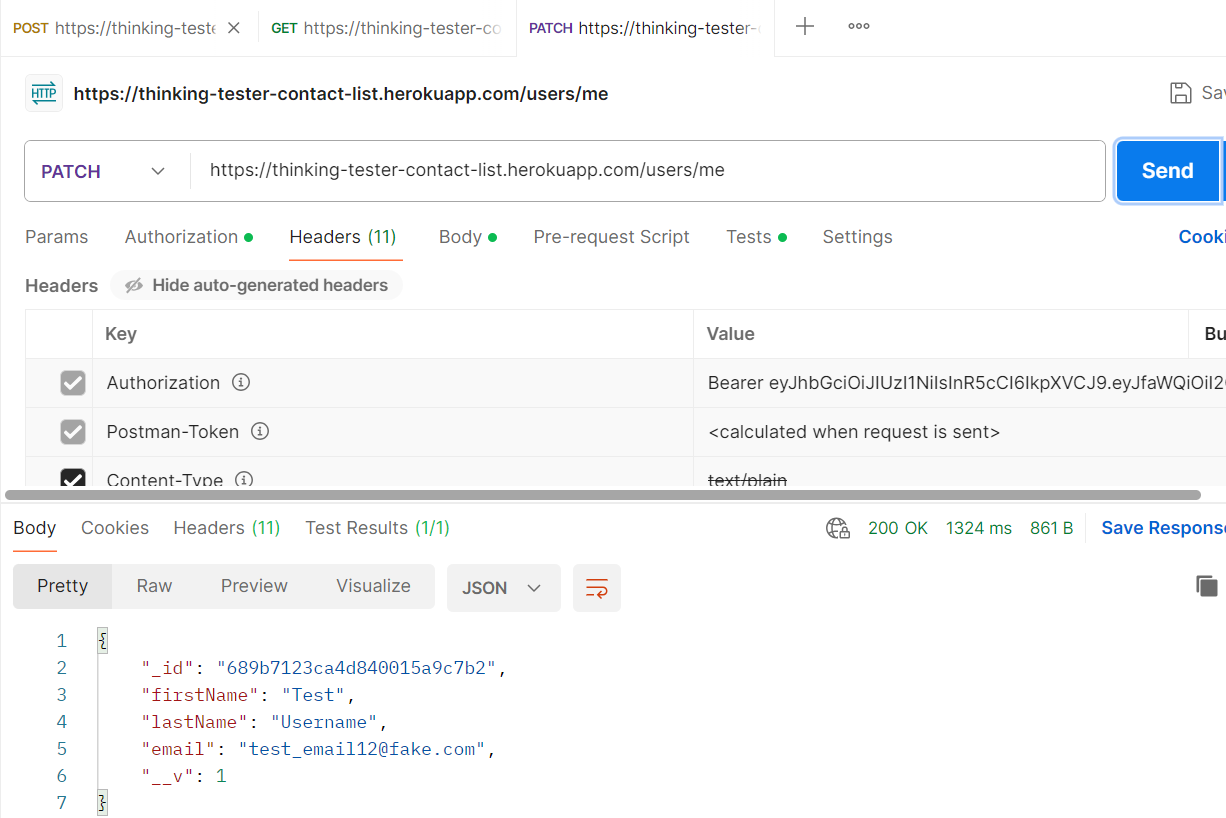 POST https://thinking-teste GET https://thinking-tester-co PATCH https://thinking-tester-
HTTP https://thinking-tester-contact-list.herokuapp.com/users/me Sav
PATCH https://thinking-tester-contact-list.herokuapp.com/users/me Send
Params Authorization Headers (11) Body Pre-request Script Tests Settings Cooki
Headers Hide auto-generated headers
Key Value Bu
Authorization Bearer eyJhbGciOiJIUzI1NiIsInR5cCI6IkpXVCJ9.eyJfaWQiOiI2
Postman-Token <calculated when request is sent>
Content-Type text/plain
Body Cookies Headers (11) Test Results (1/1) 200 OK 1324 ms 861 B Save Response
Pretty Raw Preview Visualize JSON
1 {
2 "_id": "689b7123ca4d840015a9c7b2",
3 "firstName": "Test",
4 "lastName": "Username",
5 "email": "test_email12@fake.com",
6 "__v": 1
7 }